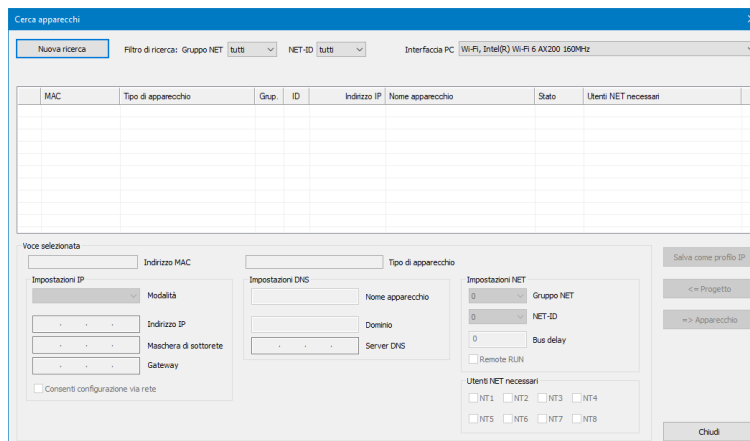 Cerca apparecchi
Nuova ricerca Filtro di ricerca: Gruppo NET tutti NET-ID tutti Interfaccia PC Wi-Fi, Intel(R) Wi-Fi 6 AX200 160MHz
MAC Tipo di apparecchio Grup. ID Indirizzo IP Nome apparecchio Stato Utenti NET necessari
Voce selezionata
Indirizzo MAC Tipo di apparecchio Salva come profilo IP
Impostazioni IP Impostazioni DNS Impostazioni NET
Modalità Nome apparecchio 0 Gruppo NET <= Progetto
Indirizzo IP Dominio 0 NET-ID => Apparecchio
Maschera di sottorete Server DNS 0 Bus delay
Gateway Remote RUN
Consenti configurazione via rete Utenti NET necessari
NT1 NT2 NT3 NT4
NT5 NT6 NT7 NT8
Chiudi